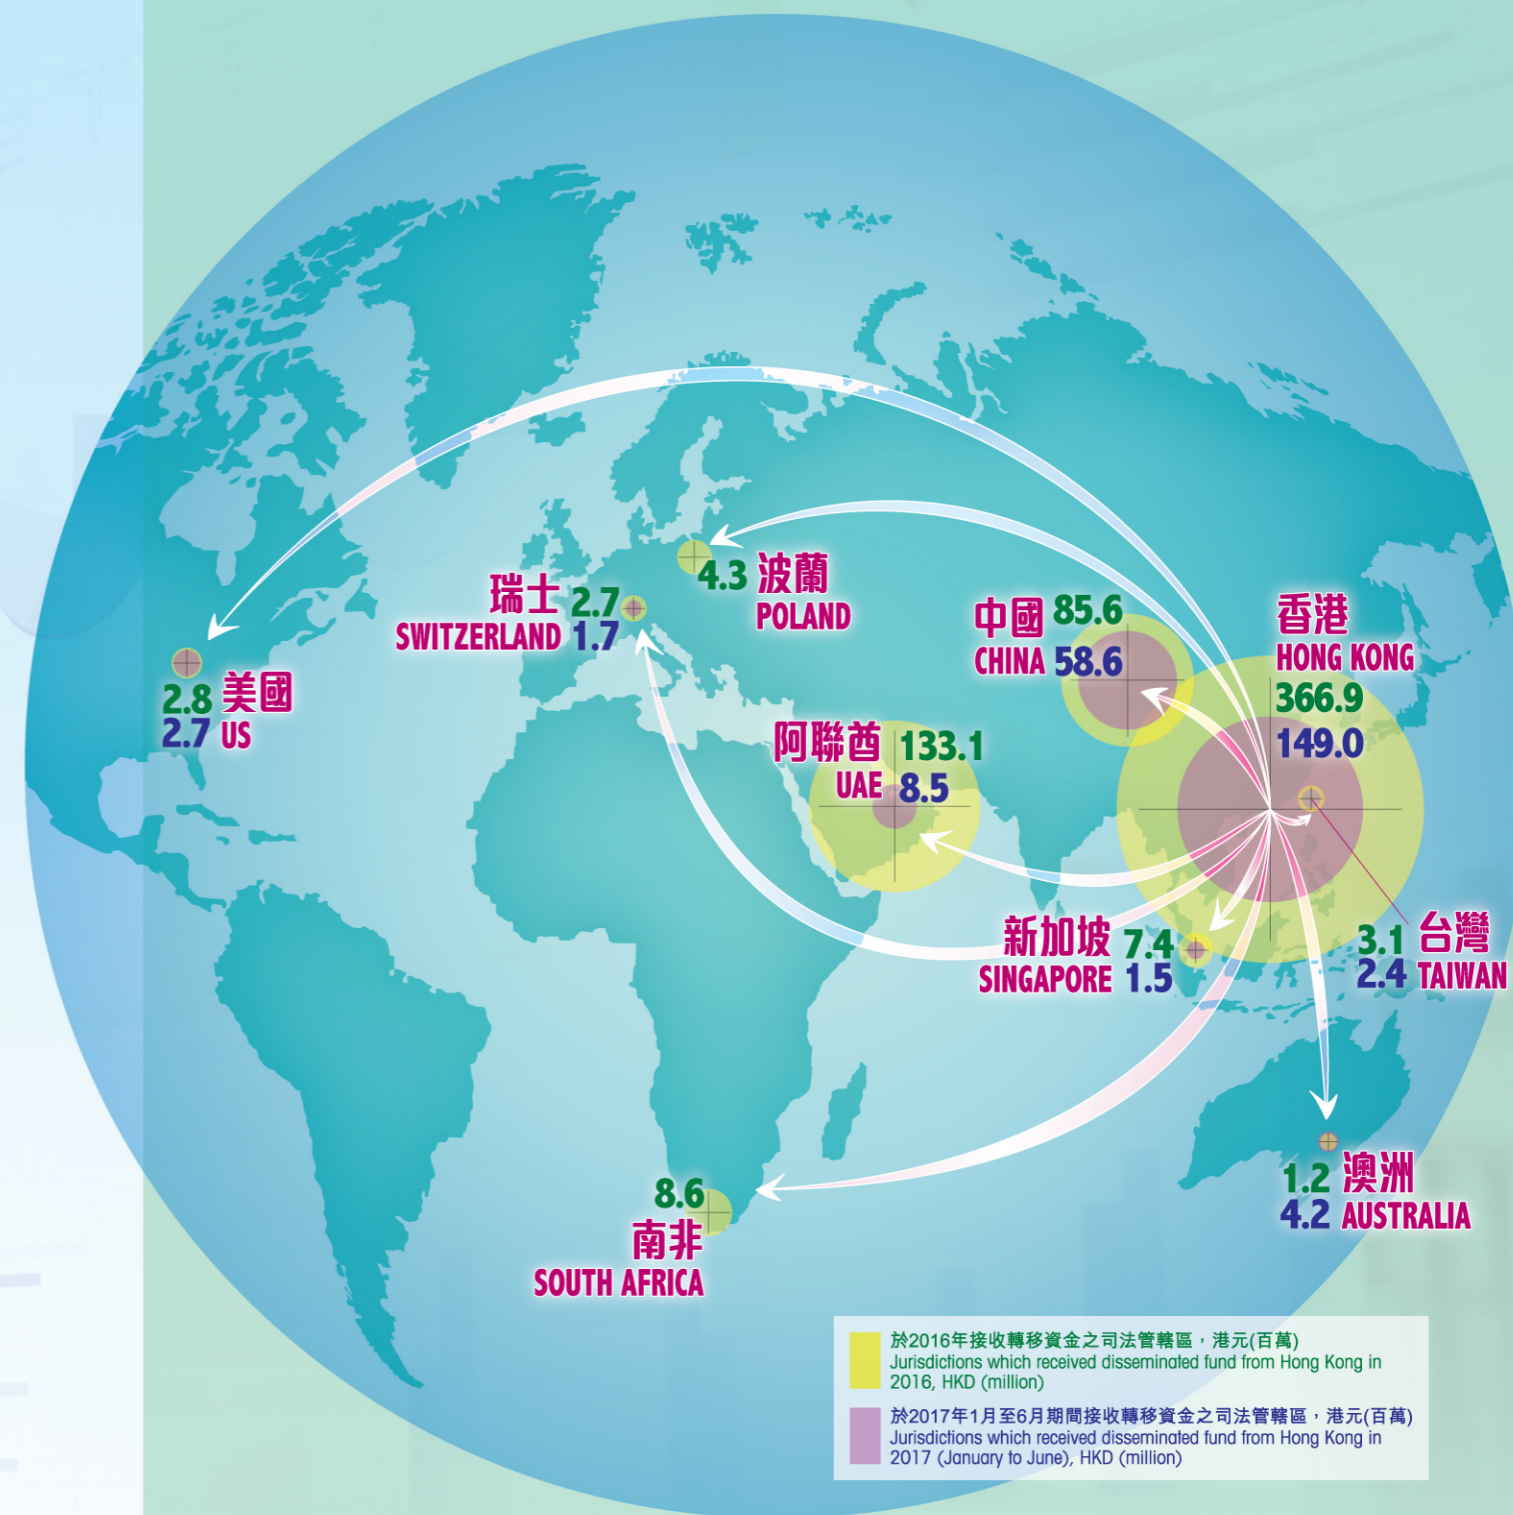 波蘭
4.3
POLAND
瑞士
2.7
SWITZERLAND
1.7
中國
85.6
CHINA
58.6
香港
HONG KONG
366.9
149.0
美國
2.8
US
2.7
阿聯酋
133.1
UAE
8.5
新加坡
7.4
SINGAPORE
1.5
台灣
3.1
TAIWAN
2.4
澳洲
1.2
AUSTRALIA
4.2
8.6
南非
SOUTH AFRICA
於2016年接收轉移資金之司法管轄區，港元(百萬)
Jurisdictions which received disseminated fund from Hong Kong in
2016, HKD (million)
於2017年1月至6月期間接收轉移資金之司法管轄區，港元(百萬)
Jurisdictions which received disseminated fund from Hong Kong in
2017 (January to June), HKD (million)